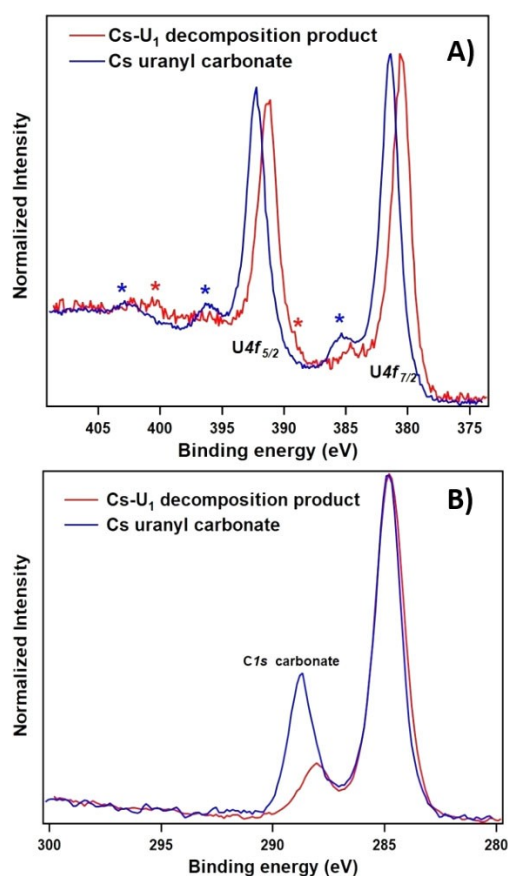 Cs-U₁ decomposition product
Cs uranyl carbonate
A)
Normalized Intensity
* * * * *
U4f5/2
U4f7/2
405 400 395 390 385 380 375
Binding energy (eV)
Cs-U₁ decomposition product
Cs uranyl carbonate
B)
Normalized Intensity
C1s carbonate
300 295 290 285 280
Binding energy (eV)